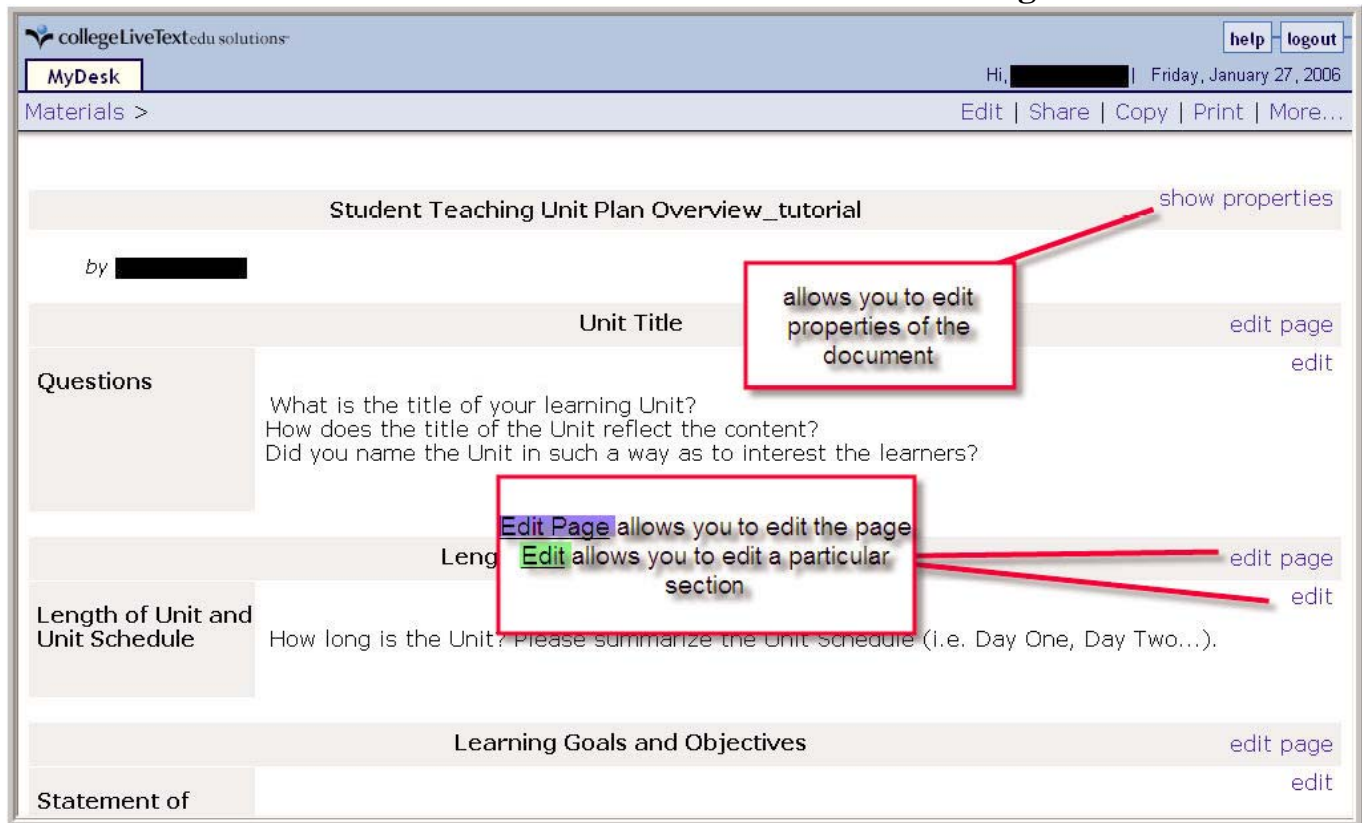 collegeLiveText edu solutions
help logout
MyDesk
Hi, | Friday, January 27, 2006
Materials >
Edit | Share | Copy | Print | More...
Student Teaching Unit Plan Overview_tutorial
show properties
by
allows you to edit
properties of the
document
Unit Title
edit page
edit
Questions
What is the title of your learning Unit?
How does the title of the Unit reflect the content?
Did you name the Unit in such a way as to interest the learners?
Edit Page allows you to edit the page
Edit allows you to edit a particular
section
Leng
edit page
edit
Length of Unit and
Unit Schedule
How long is the Unit? Please summarize the Unit Schedule (i.e. Day One, Day Two...).
Learning Goals and Objectives
edit page
edit
Statement of